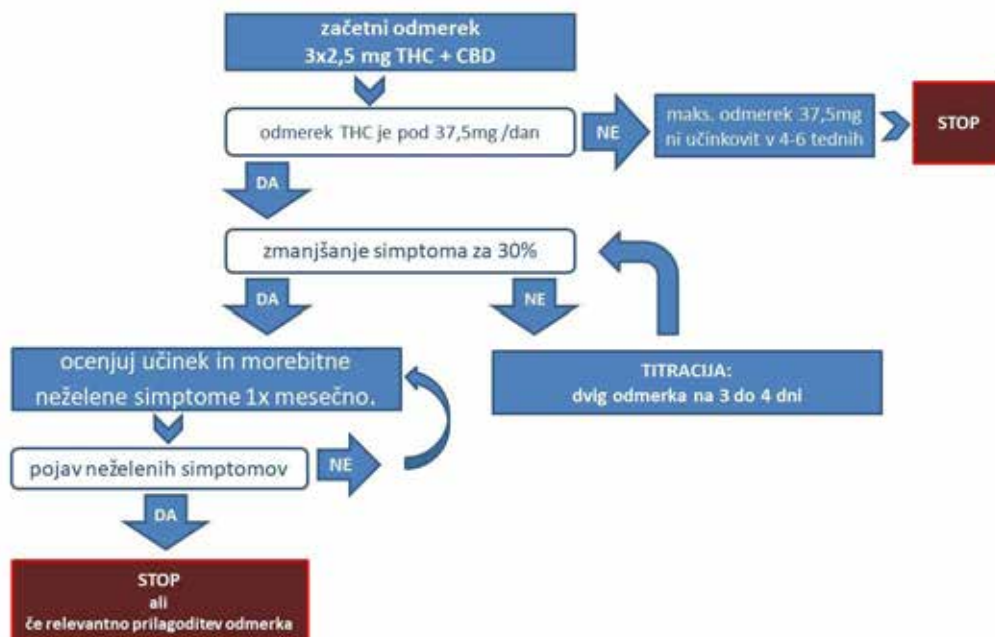 začetni odmerek
3x2,5 mg THC + CBD
odmerek THC je pod 37,5mg /dan
NE
maks. odmerek 37,5mg
ni učinkovit v 4-6 tednih
STOP
DA
zmanjšanje simptoma za 30%
DA
NE
ocenjuj učinek in morebitne
neželene simptome 1x mesečno.
TITRACIJA:
dvig odmerka na 3 do 4 dni
pojav neželenih simptomov
NE
DA
STOP
ali
če relevantno prilagoditev odmerka